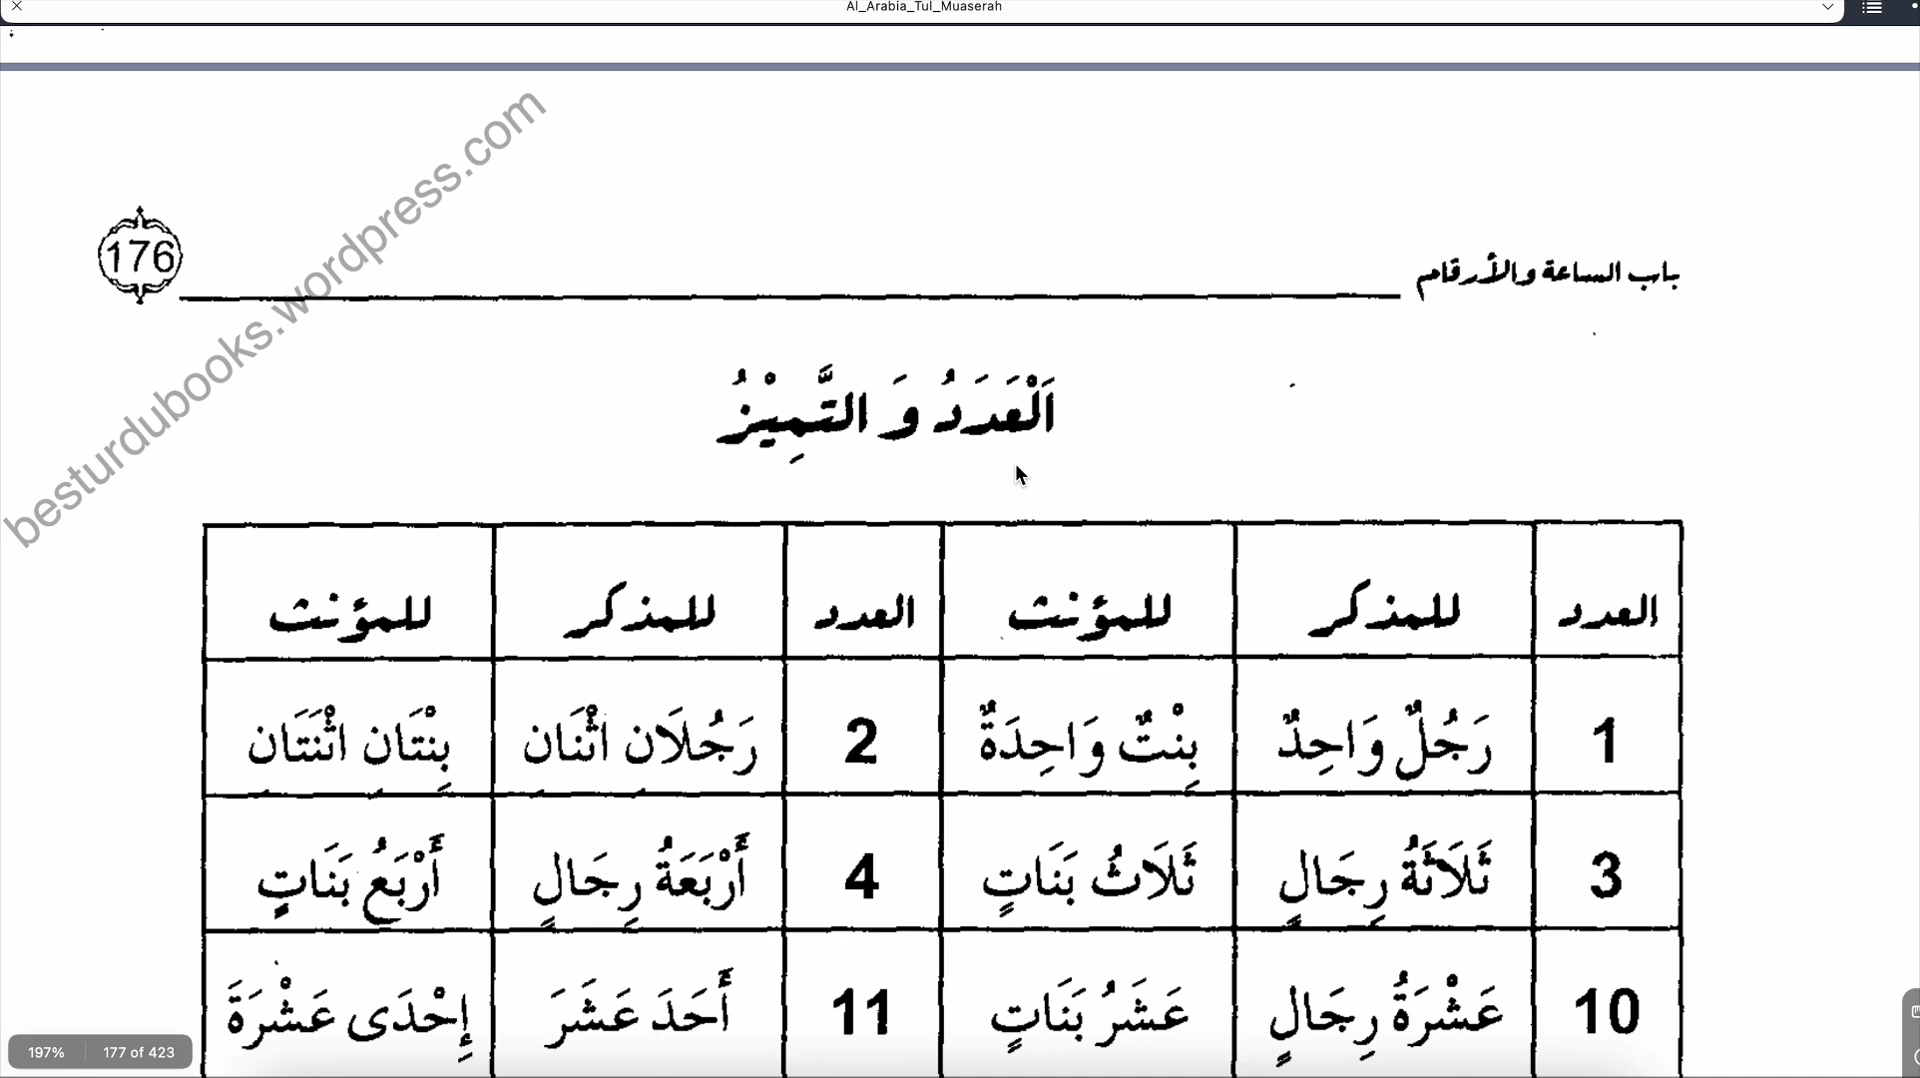 Al_Arabia_Tul_Muaserah
besturdubooks.wordpress.com
باب الساعة والأرقام
176
اَلْعَدَدُ وَ التَّمِيْزُ
العدد للمذكر للمؤنث العدد للمذكر للمؤنث
1 رَجُلٌ وَاحِدٌ بِنْتٌ وَاحِدَةٌ 2 رَجُلَانِ اثْنَانِ بِنْتَانِ اثْنَتَانِ
3 ثَلَاثَةُ رِجَالٍ ثَلَاثُ بَنَاتٍ 4 أَرْبَعَةُ رِجَالٍ أَرْبَعُ بَنَاتٍ
10 عَشْرَةُ رِجَالٍ عَشَرُ بَنَاتٍ 11 أَحَدَ عَشَرَ إِحْدَى عَشْرَةَ
197% 177 of 423